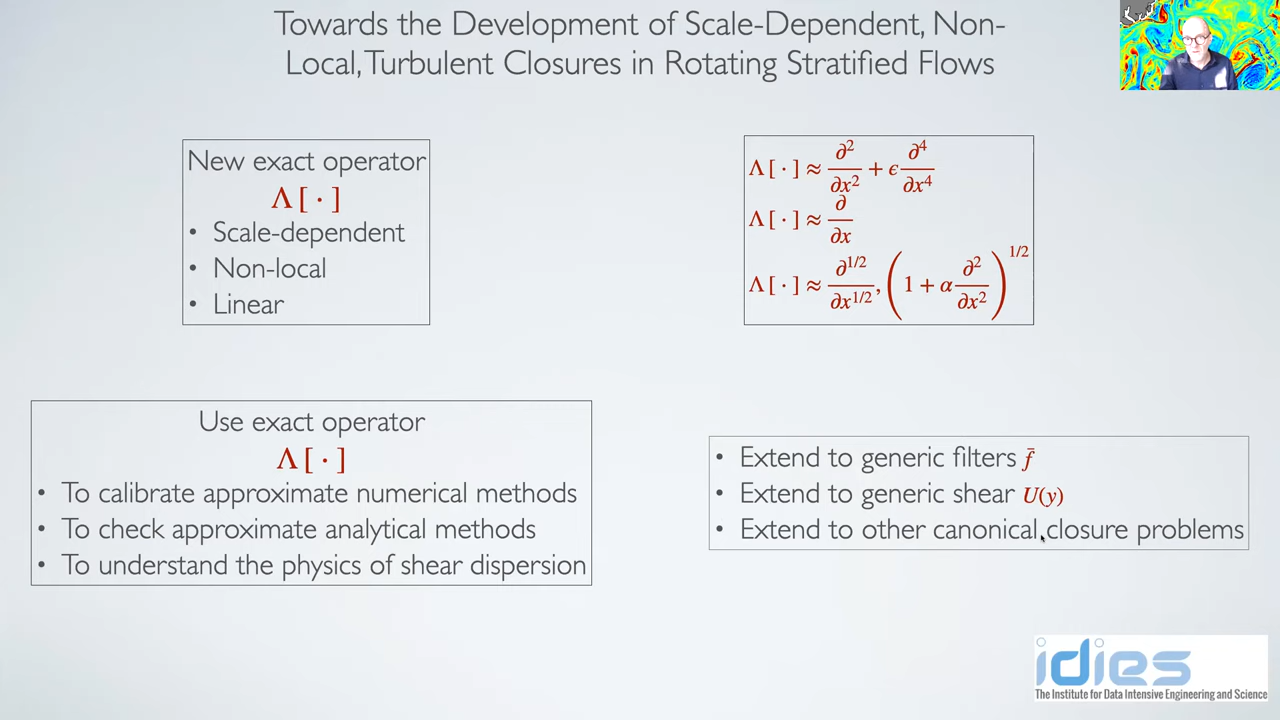 Towards the Development of Scale-Dependent, Non-
Local, Turbulent Closures in Rotating Stratified Flows
New exact operator
Λ [ · ]
• Scale-dependent
• Non-local
• Linear
Λ [ · ] ≈ ∂²/∂x² + ϵ ∂⁴/∂x⁴
Λ [ · ] ≈ ∂/∂x
Λ [ · ] ≈ ∂^{1/2}/∂x^{1/2}, (1 + α ∂²/∂x²)^{1/2}
Use exact operator
Λ [ · ]
• To calibrate approximate numerical methods
• To check approximate analytical methods
• To understand the physics of shear dispersion
• Extend to generic filters f̄
• Extend to generic shear U(y)
• Extend to other canonical closure problems
idies
The Institute for Data Intensive Engineering and Science